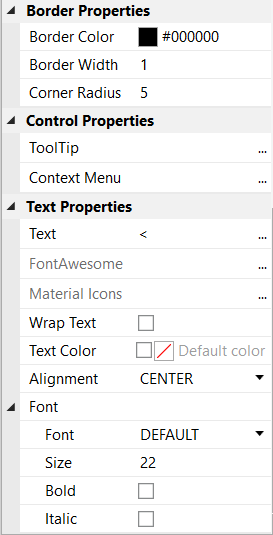 Border Properties
Border Color #000000
Border Width 1
Corner Radius 5
Control Properties
ToolTip ...
Context Menu ...
Text Properties
Text < ...
FontAwesome ...
Material Icons ...
Wrap Text
Text Color Default color
Alignment CENTER
Font
Font DEFAULT
Size 22
Bold
Italic